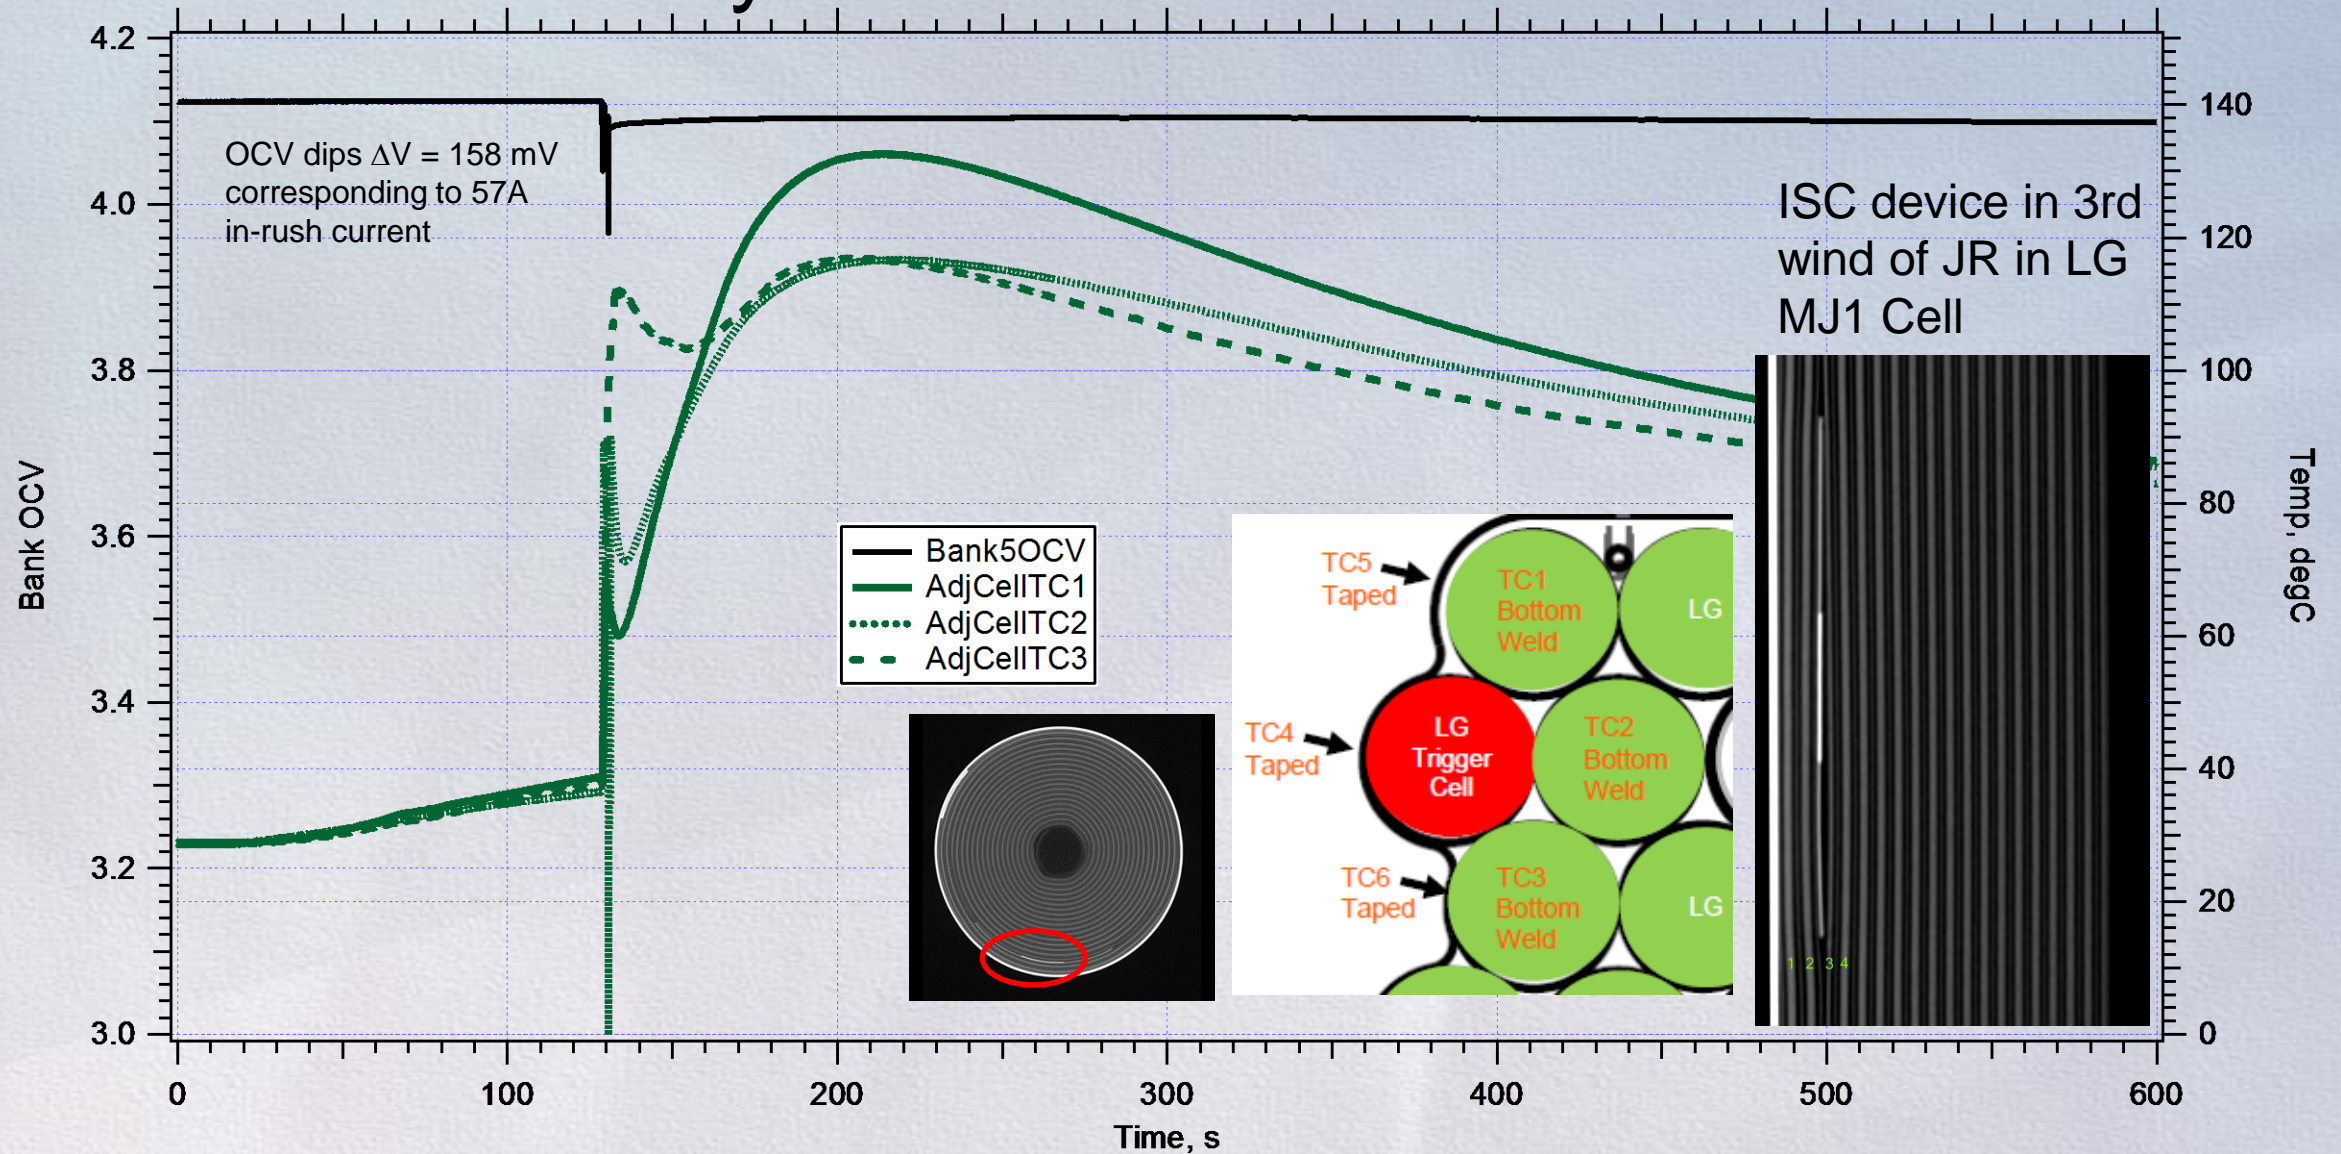 4.2
4.0
3.8
3.6
3.4
3.2
3.0
Bank OCV
OCV dips ΔV = 158 mV
corresponding to 57A
in-rush current
Bank5OCV
AdjCellTC1
AdjCellTC2
AdjCellTC3
TC5
Taped
TC1
Bottom
Weld
LG
TC4
Taped
LG
Trigger
Cell
TC2
Bottom
Weld
TC6
Taped
TC3
Bottom
Weld
LG
ISC device in 3rd
wind of JR in LG
MJ1 Cell
1 2 3 4
140
120
100
80
60
40
20
0
Temp, degC
0 100 200 300 400 500 600
Time, s